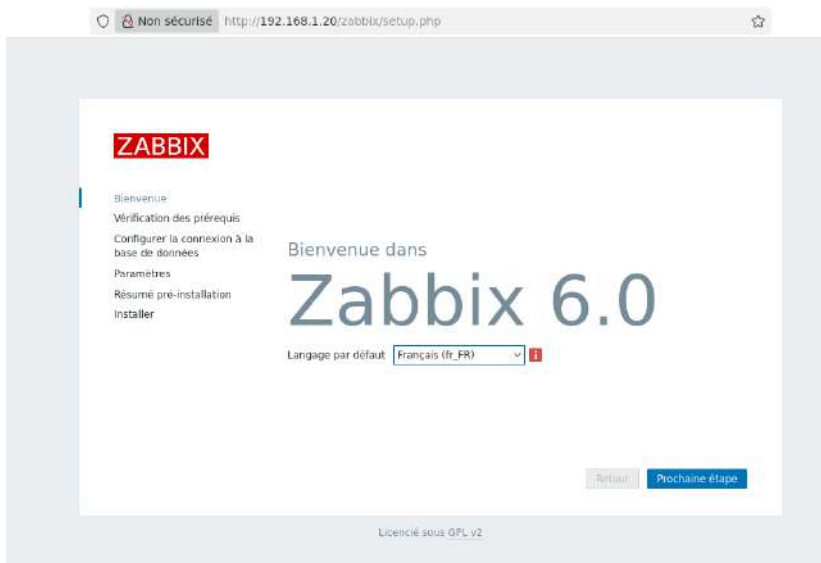 Non sécurisé http://192.168.1.20/zabbix/setup.php
ZABBIX
Bienvenue
Vérification des prérequis
Configurer la connexion à la
base de données
Paramètres
Résumé pré-installation
Installer
Bienvenue dans
Zabbix 6.0
Langage par défaut Français (fr_FR) i
Retour Prochaine étape
Licencié sous GPL v2